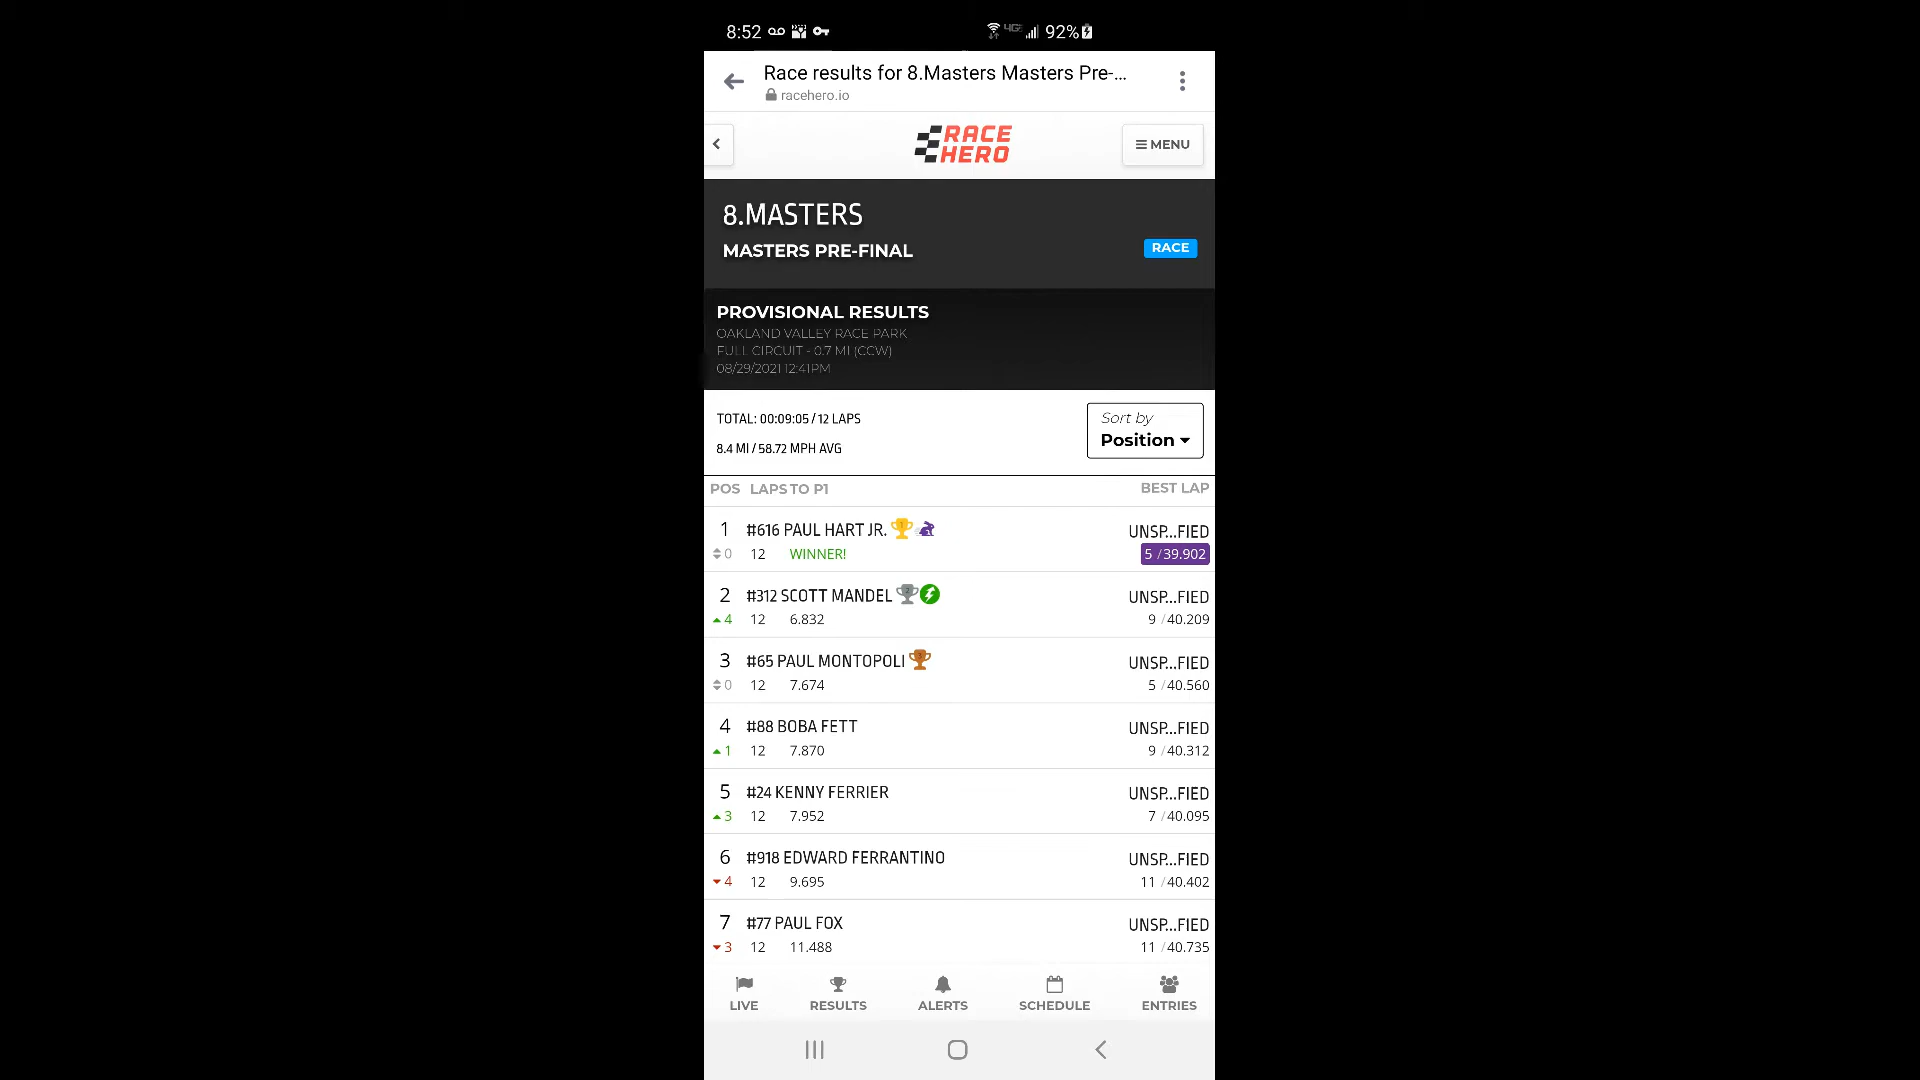 8:52 4G 92%
Race results for 8.Masters Masters Pre-...
racehero.io
RACE
HERO
MENU
8.MASTERS
MASTERS PRE-FINAL
RACE
PROVISIONAL RESULTS
OAKLAND VALLEY RACE PARK
FULL CIRCUIT - 0.7 MI (CCW)
08/29/2021 12:41PM
TOTAL: 00:09:05 / 12 LAPS
8.4 MI / 58.72 MPH AVG
Sort by
Position
POS LAPS TO P1 BEST LAP
1 #616 PAUL HART JR. UNSP...FIED
0 12 WINNER! 5 / 39.902
2 #312 SCOTT MANDEL UNSP...FIED
4 12 6.832 9 / 40.209
3 #65 PAUL MONTOPOLI UNSP...FIED
0 12 7.674 5 / 40.560
4 #88 BOBA FETT UNSP...FIED
1 12 7.870 9 / 40.312
5 #24 KENNY FERRIER UNSP...FIED
3 12 7.952 7 / 40.095
6 #918 EDWARD FERRANTINO UNSP...FIED
4 12 9.695 11 / 40.402
7 #77 PAUL FOX UNSP...FIED
3 12 11.488 11 / 40.735
LIVE RESULTS ALERTS SCHEDULE ENTRIES